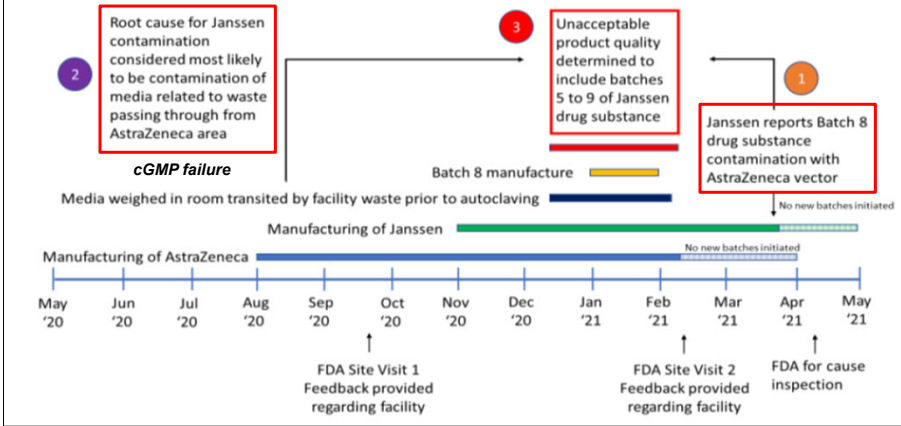 2
Root cause for Janssen
contamination
considered most likely
to be contamination of
media related to waste
passing through from
AstraZeneca area
cGMP failure
3
Unacceptable
product quality
determined to
include batches
5 to 9 of Janssen
drug substance
1
Janssen reports Batch 8
drug substance
contamination with
AstraZeneca vector
Batch 8 manufacture
Media weighed in room transited by facility waste prior to autoclaving
No new batches initiated
Manufacturing of Janssen
No new batches initiated
Manufacturing of AstraZeneca
May Jun Jul Aug Sep Oct Nov Dec Jan Feb Mar Apr May
'20 '20 '20 '20 '20 '20 '20 '20 '21 '21 '21 '21 '21
FDA Site Visit 1
Feedback provided
regarding facility
FDA Site Visit 2
Feedback provided
regarding facility
FDA for cause
inspection